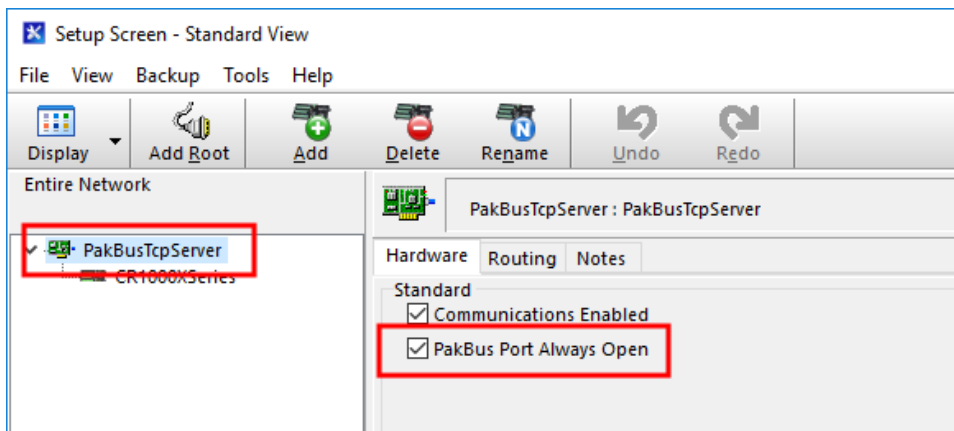 Setup Screen - Standard View
File View Backup Tools Help
Display Add Root Add Delete Rename Undo Redo
Entire Network
PakBusTcpServer : PakBusTcpServer
PakBusTcpServer
CR1000XSeries
Hardware Routing Notes
Standard
Communications Enabled
PakBus Port Always Open